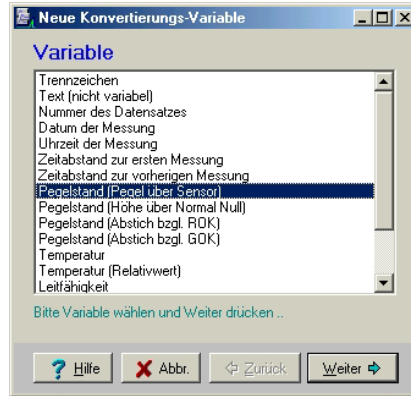 Neue Konvertierungs-Variable
Variable
Trennzeichen
Text (nicht variabel)
Nummer des Datensatzes
Datum der Messung
Uhrzeit der Messung
Zeitabstand zur ersten Messung
Zeitabstand zur vorherigen Messung
Pegelstand (Pegel über Sensor)
Pegelstand (Höhe über Normal Null)
Pegelstand (Abstich bzgl. ROK)
Pegelstand (Abstich bzgl. GOK)
Temperatur
Temperatur (Relativwert)
Leitfähigkeit
Bitte Variable wählen und Weiter drücken ..
Hilfe Abbr. Zurück Weiter